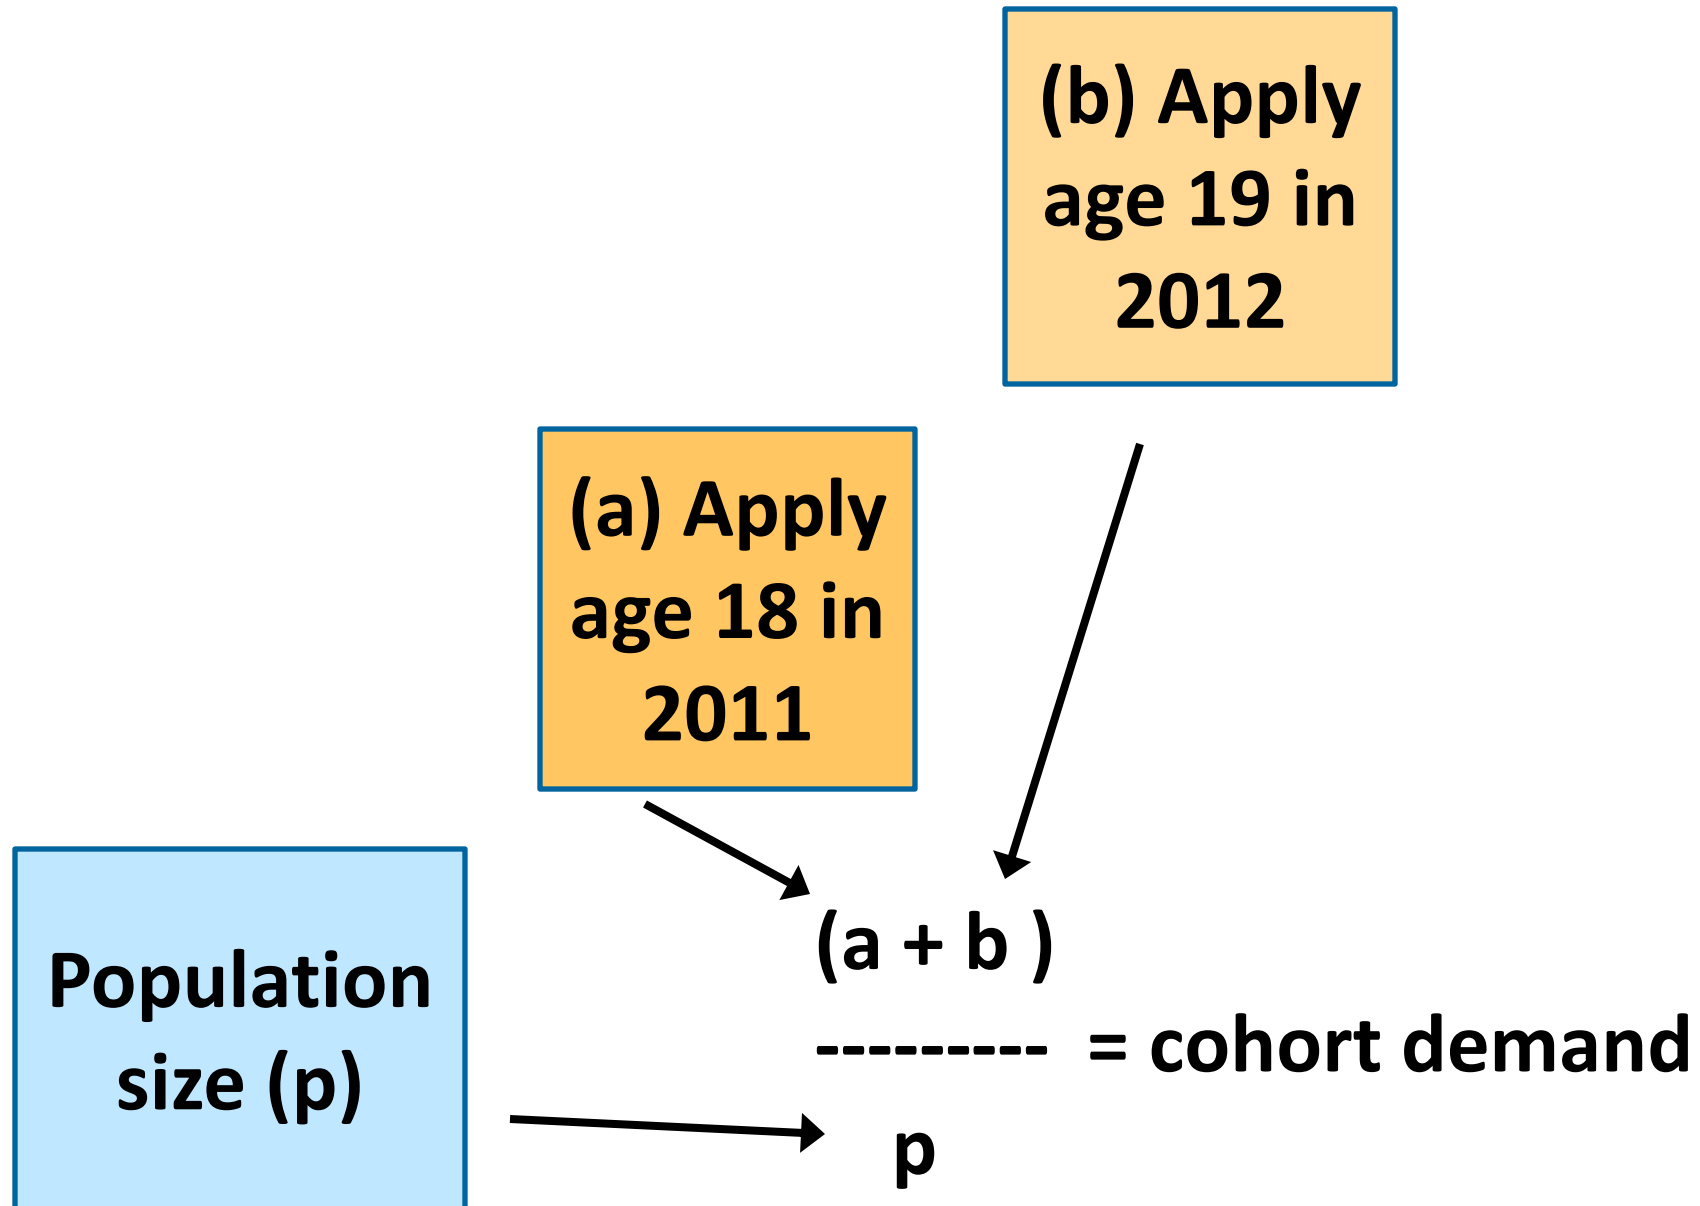 (b) Apply
age 19 in
2012
(a) Apply
age 18 in
2011
Population
size (p)
(a + b )
--------- = cohort demand
p